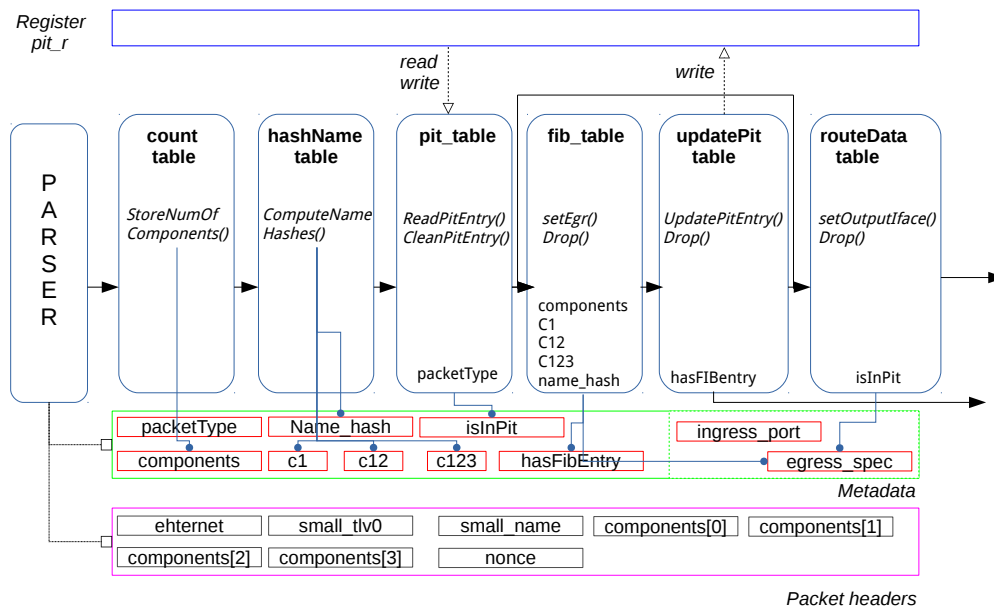 Register
pit_r
read
write
write
P
A
R
S
E
R
count
table
StoreNumOf
Components()
hashName
table
ComputeName
Hashes()
pit_table
ReadPitEntry()
CleanPitEntry()
packetType
fib_table
setEgr()
Drop()
components
C1
C12
C123
name_hash
updatePit
table
UpdatePitEntry()
Drop()
hasFIBentry
routeData
table
setOutputIface()
Drop()
isInPit
packetType
Name_hash
isInPit
ingress_port
components
c1
c12
c123
hasFibEntry
egress_spec
Metadata
ehternet
small_tlv0
small_name
components[0]
components[1]
components[2]
components[3]
nonce
Packet headers